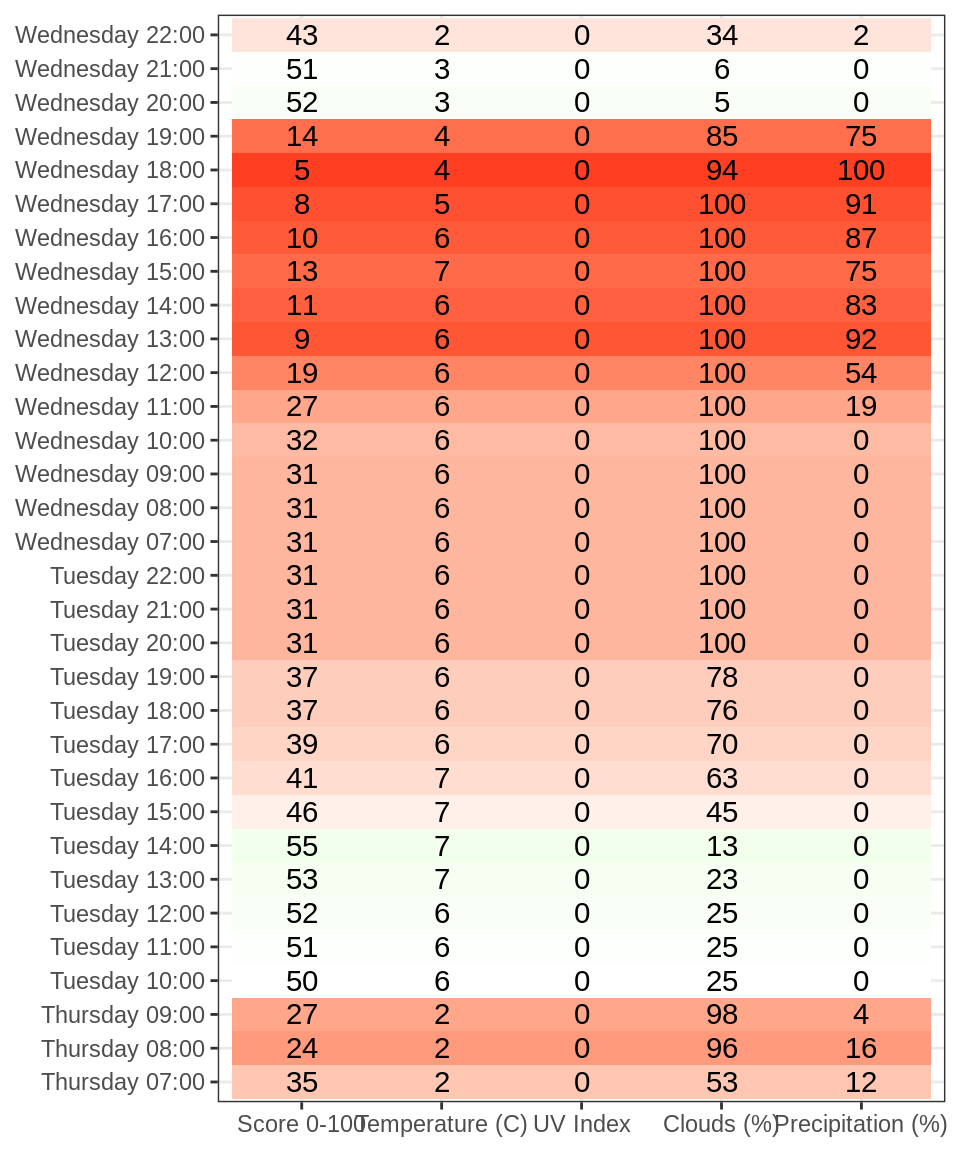 Wednesday 22:00 43 2 0 34 2
Wednesday 21:00 51 3 0 6 0
Wednesday 20:00 52 3 0 5 0
Wednesday 19:00 14 4 0 85 75
Wednesday 18:00 5 4 0 94 100
Wednesday 17:00 8 5 0 100 91
Wednesday 16:00 10 6 0 100 87
Wednesday 15:00 13 7 0 100 75
Wednesday 14:00 11 6 0 100 83
Wednesday 13:00 9 6 0 100 92
Wednesday 12:00 19 6 0 100 54
Wednesday 11:00 27 6 0 100 19
Wednesday 10:00 32 6 0 100 0
Wednesday 09:00 31 6 0 100 0
Wednesday 08:00 31 6 0 100 0
Wednesday 07:00 31 6 0 100 0
Tuesday 22:00 31 6 0 100 0
Tuesday 21:00 31 6 0 100 0
Tuesday 20:00 31 6 0 100 0
Tuesday 19:00 37 6 0 78 0
Tuesday 18:00 37 6 0 76 0
Tuesday 17:00 39 6 0 70 0
Tuesday 16:00 41 7 0 63 0
Tuesday 15:00 46 7 0 45 0
Tuesday 14:00 55 7 0 13 0
Tuesday 13:00 53 7 0 23 0
Tuesday 12:00 52 6 0 25 0
Tuesday 11:00 51 6 0 25 0
Tuesday 10:00 50 6 0 25 0
Thursday 09:00 27 2 0 98 4
Thursday 08:00 24 2 0 96 16
Thursday 07:00 35 2 0 53 12
Score 0-100 Temperature (C) UV Index Clouds (%) Precipitation (%)